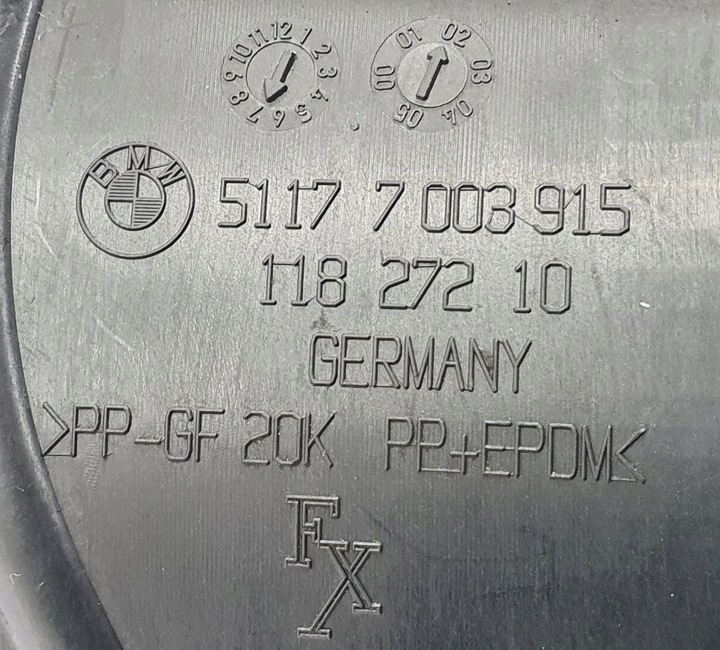 1 2 3 4 5 6 7 8 9 10 11 12
00 01 02 03 04 05
BMW 5117 7 003 915
118 272 10
GERMANY
>PP-GF 20K PP+EPDM<
FX